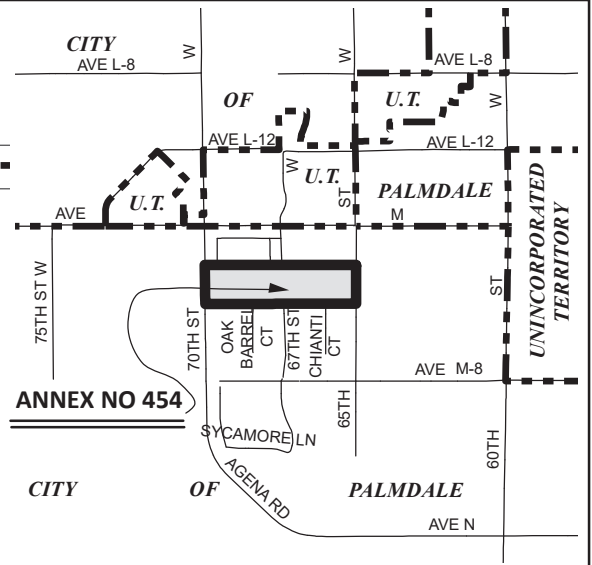 CITY
AVE L-8
W
W
AVE L-8
OF
U.T.
W
AVE L-12
AVE L-12
W
U.T.
U.T.
ST
PALMDALE
AVE
M
UNINCORPORATED
TERRITORY
75TH ST W
70TH ST
OAK
BARREL
CT
67TH ST
CHIANTI
CT
ST
AVE M-8
ANNEX NO 454
65TH
SYCAMORE LN
60TH
AGENA RD
CITY
OF
PALMDALE
AVE N